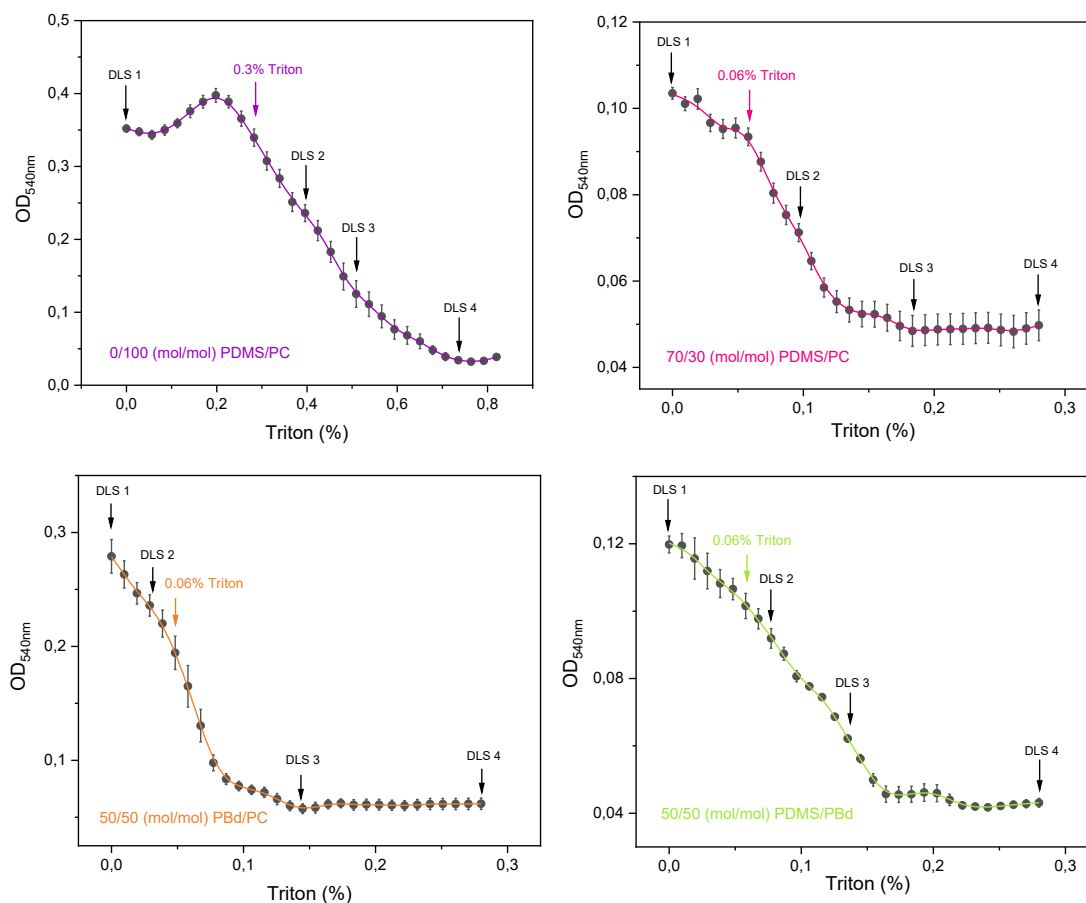 0,5
0,4
0,3
0,2
0,1
0,0
OD540nm
DLS 1
0.3% Triton
DLS 2
DLS 3
DLS 4
0/100 (mol/mol) PDMS/PC
0,0 0,2 0,4 0,6 0,8
Triton (%)
0,12
0,10
0,08
0,06
0,04
OD540nm
DLS 1
0.06% Triton
DLS 2
DLS 3
DLS 4
70/30 (mol/mol) PDMS/PC
0,0 0,1 0,2 0,3
Triton (%)
0,3
0,2
0,1
OD540nm
DLS 1
DLS 2
0.06% Triton
DLS 3
DLS 4
50/50 (mol/mol) PBd/PC
0,0 0,1 0,2 0,3
Triton (%)
0,12
0,08
0,04
OD540nm
DLS 1
0.06% Triton
DLS 2
DLS 3
DLS 4
50/50 (mol/mol) PDMS/PBd
0,0 0,1 0,2 0,3
Triton (%)